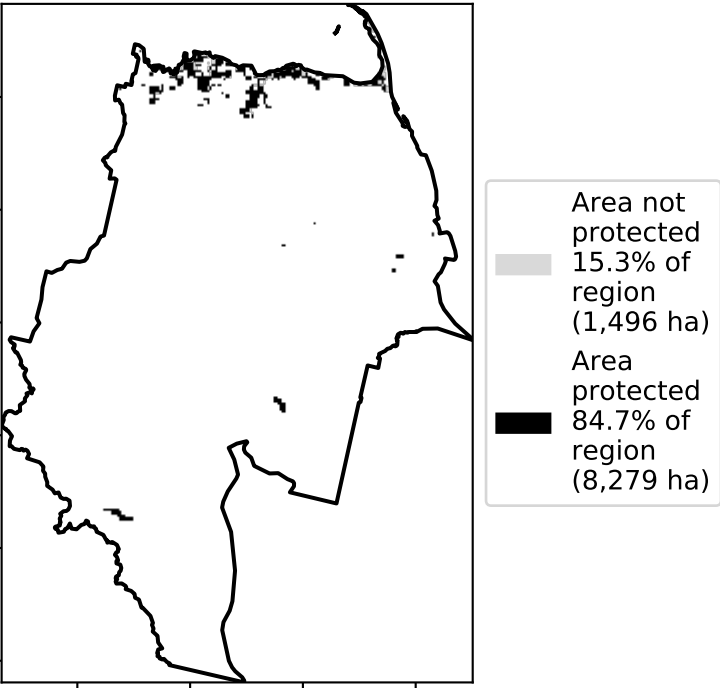 Area not
protected
15.3% of
region
(1,496 ha)
Area
protected
84.7% of
region
(8,279 ha)